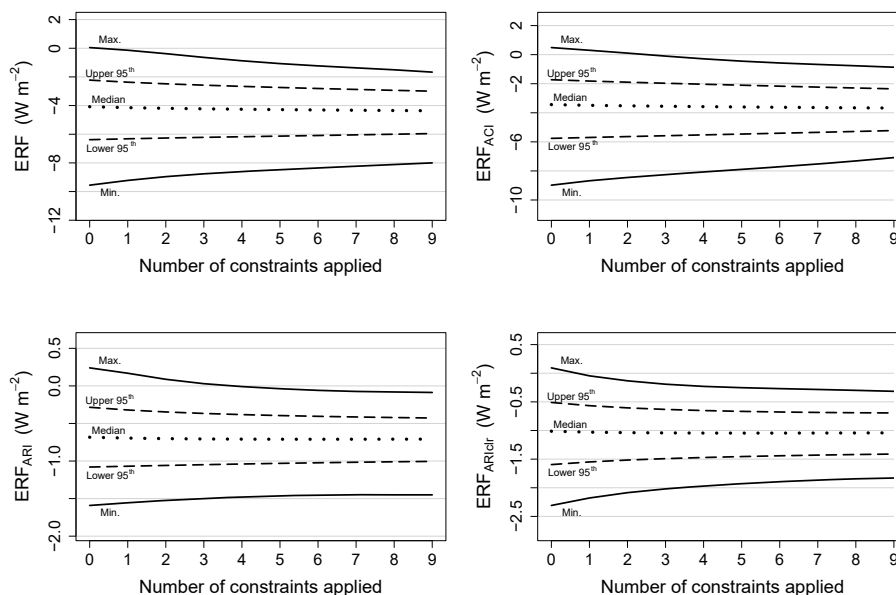 ERF (W m⁻²)
2
0
−4
−8
−12
Max.
Upper 95th
Median
Lower 95th
Min.
0 1 2 3 4 5 6 7 8 9
Number of constraints applied
ERF_ACI (W m⁻²)
2
0
−2
−6
−10
Max.
Upper 95th
Median
Lower 95th
Min.
0 1 2 3 4 5 6 7 8 9
Number of constraints applied
ERF_ARI (W m⁻²)
0.5
0.0
−1.0
−2.0
Max.
Upper 95th
Median
Lower 95th
Min.
0 1 2 3 4 5 6 7 8 9
Number of constraints applied
ERF_ARIclr (W m⁻²)
0.5
−0.5
−1.5
−2.5
Max.
Upper 95th
Median
Lower 95th
Min.
0 1 2 3 4 5 6 7 8 9
Number of constraints applied